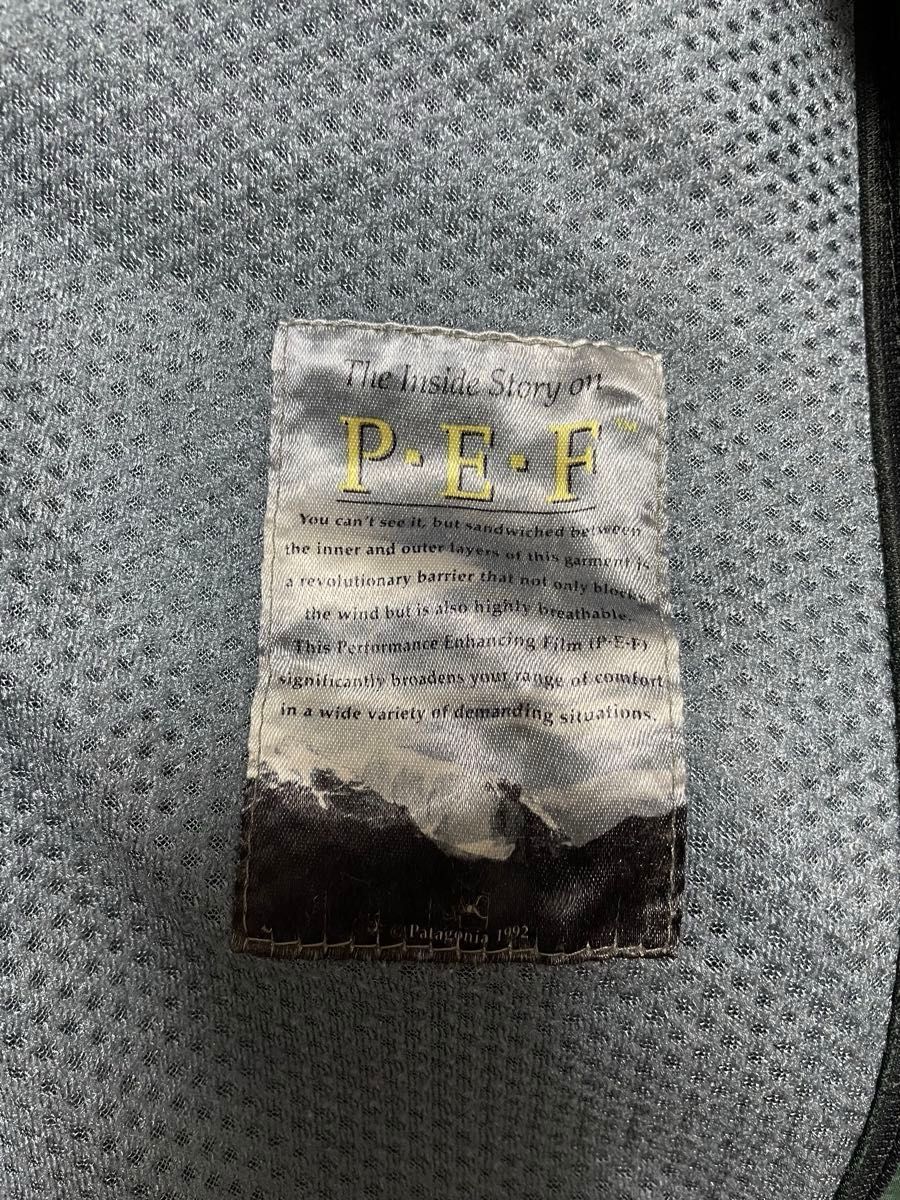 The Inside Story on
P·E·F™
You can't see it, but sandwiched between
the inner and outer layers of this garment is
a revolutionary barrier that not only blocks
the wind but is also highly breathable.
This Performance Enhancing Film (P·E·F)
significantly broadens your range of comfort
in a wide variety of demanding situations.
© Patagonia 1992